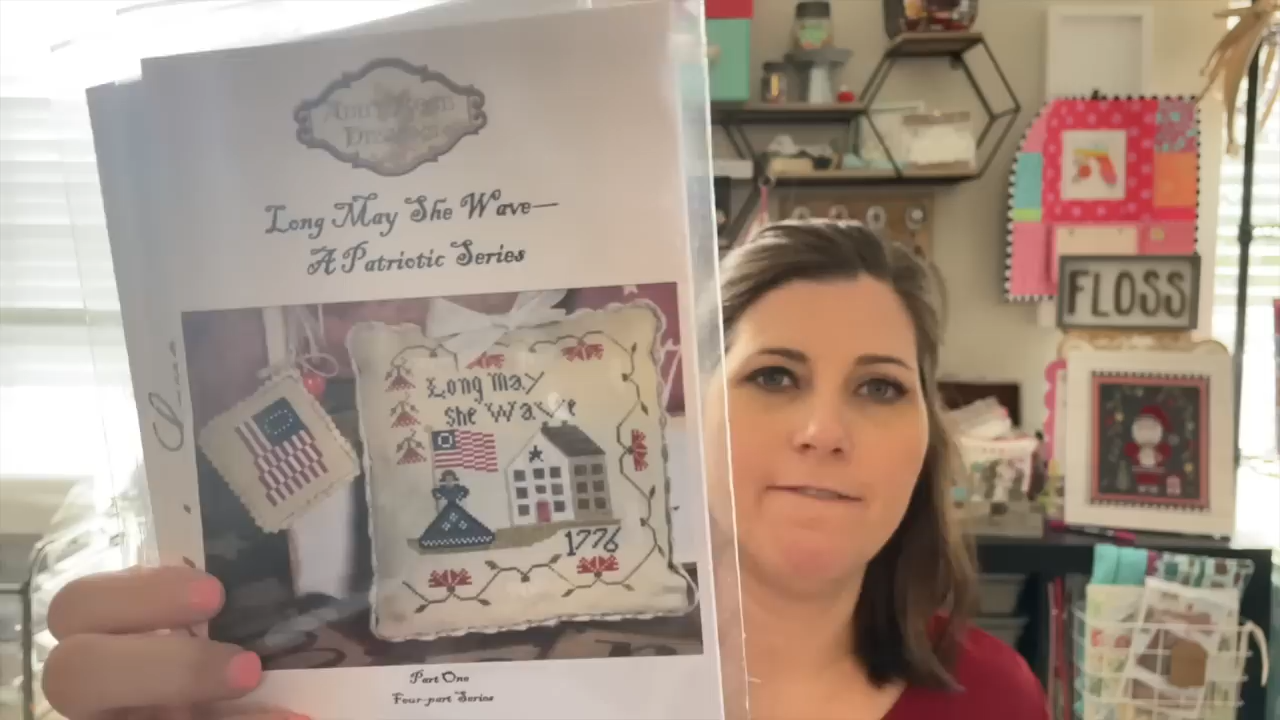 Long May She Wave—
A Patriotic Series
Long may
she wave
1776
Part One
Four-part Series
FLOSS